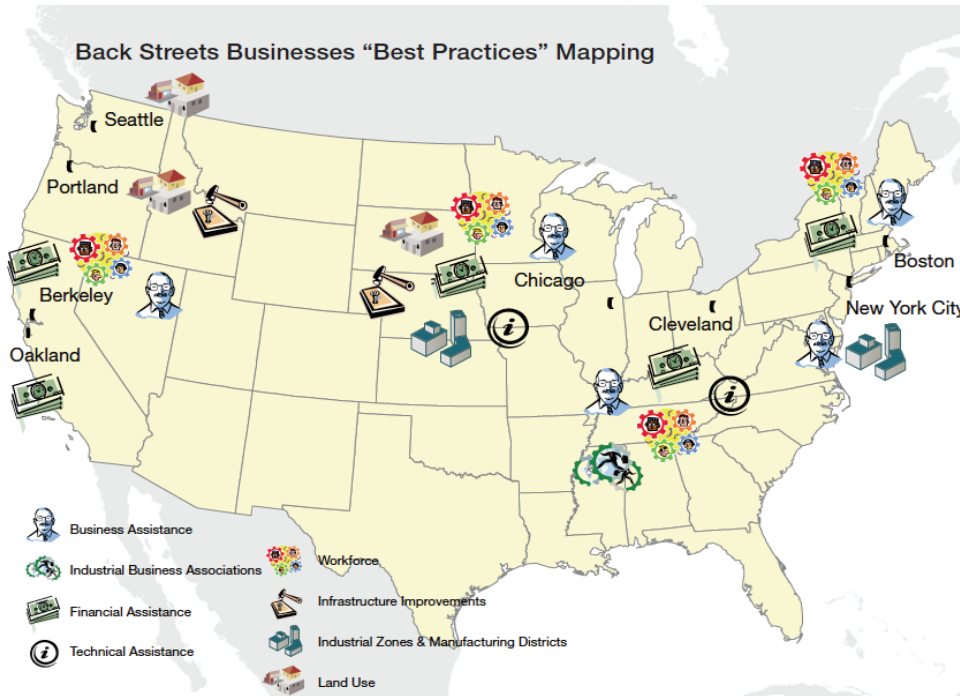 Back Streets Businesses “Best Practices” Mapping
Seattle
Portland
Berkeley
Oakland
Chicago
Cleveland
Boston
New York City
Business Assistance
Industrial Business Associations
Financial Assistance
Technical Assistance
Workforce
Infrastructure Improvements
Industrial Zones & Manufacturing Districts
Land Use